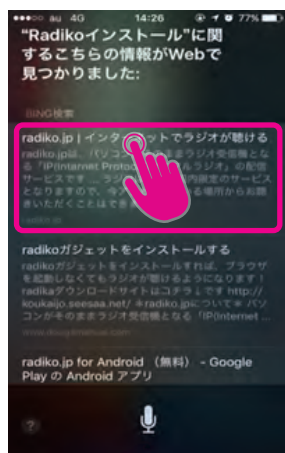 au 4G 14:26 77%
“Radikoインストール”に関
するこちらの情報がWebで
見つかりました:
BING検索
radiko.jp | インターネットでラジオが聴ける
radiko.jpは、パソコン
まラジオ受信機とな
る「IP(Internet Protoc
ルラジオ」の配信
サービスです
内限定のサービス
となりますので、
る場所からお聴
きいただくことはでき
radiko.jp
radikoガジェットをインストールする
radikoガジェットをインストールすれば、ブラウザ
を起動しなくてもラジオが聴けるようになります！
radikaダウンロードサイトはコチラ↓です http://
koukaijo.seesaa.net/ ＊radiko.jpについて＊ パソ
コンがそのままラジオ受信機となる「IP(Internet ...
radiko.jp for Android （無料） - Google
Play の Android アプリ
?